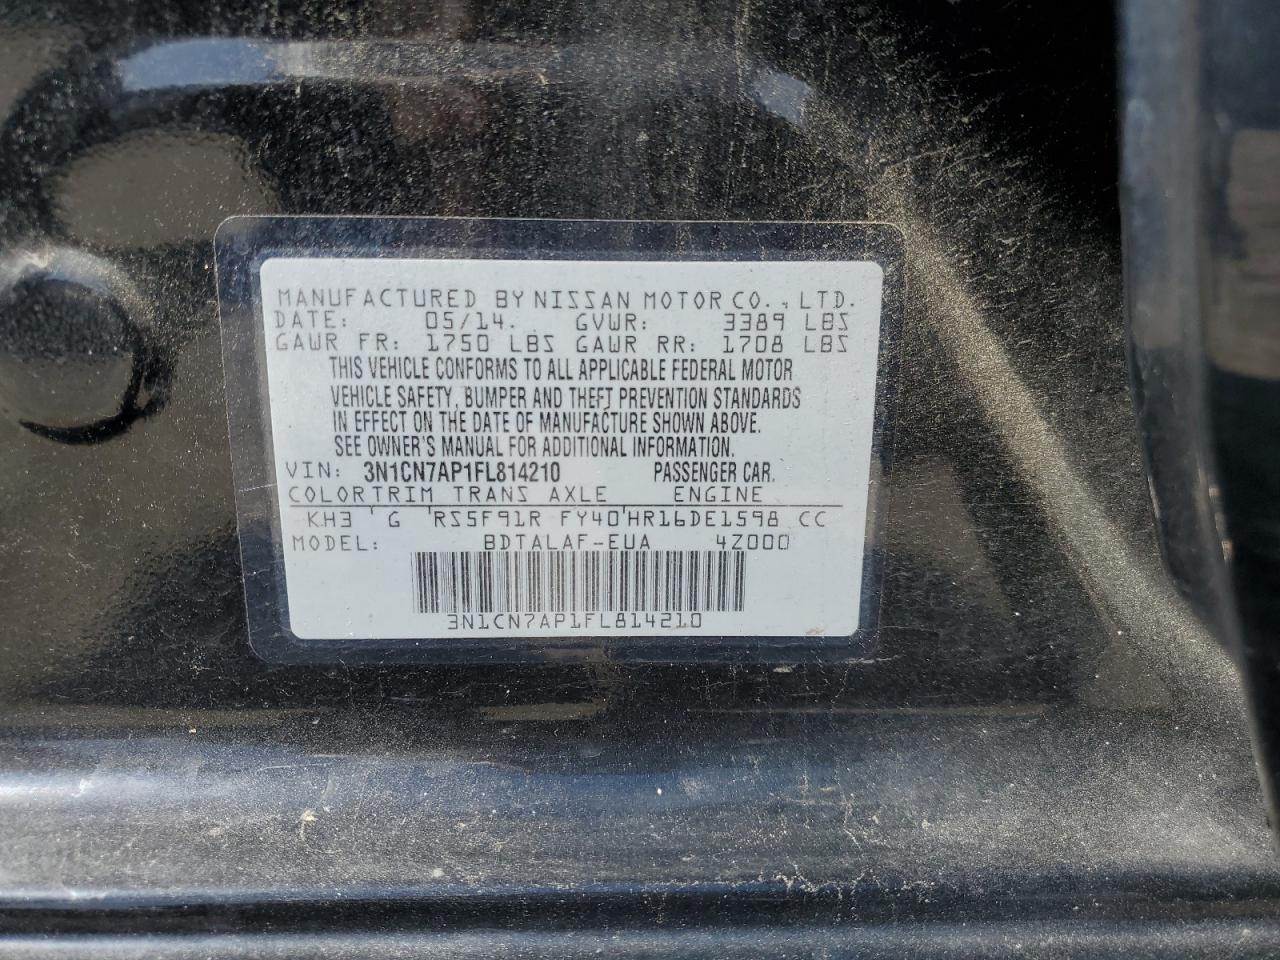 MANUFACTURED BY NISSAN MOTOR CO., LTD.
DATE: 05/14. GVWR: 3389 LBS
GAWR FR: 1750 LBS GAWR RR: 1708 LBS
THIS VEHICLE CONFORMS TO ALL APPLICABLE FEDERAL MOTOR
VEHICLE SAFETY, BUMPER AND THEFT PREVENTION STANDARDS
IN EFFECT ON THE DATE OF MANUFACTURE SHOWN ABOVE.
SEE OWNER'S MANUAL FOR ADDITIONAL INFORMATION.
VIN: 3N1CN7AP1FL814210 PASSENGER CAR.
COLORTRIM TRANS AXLE ENGINE
KH3 G RS5F91R FY40 HR16DE1598 CC
MODEL: BDTALAF-EUA 4Z000
3N1CN7AP1FL814210